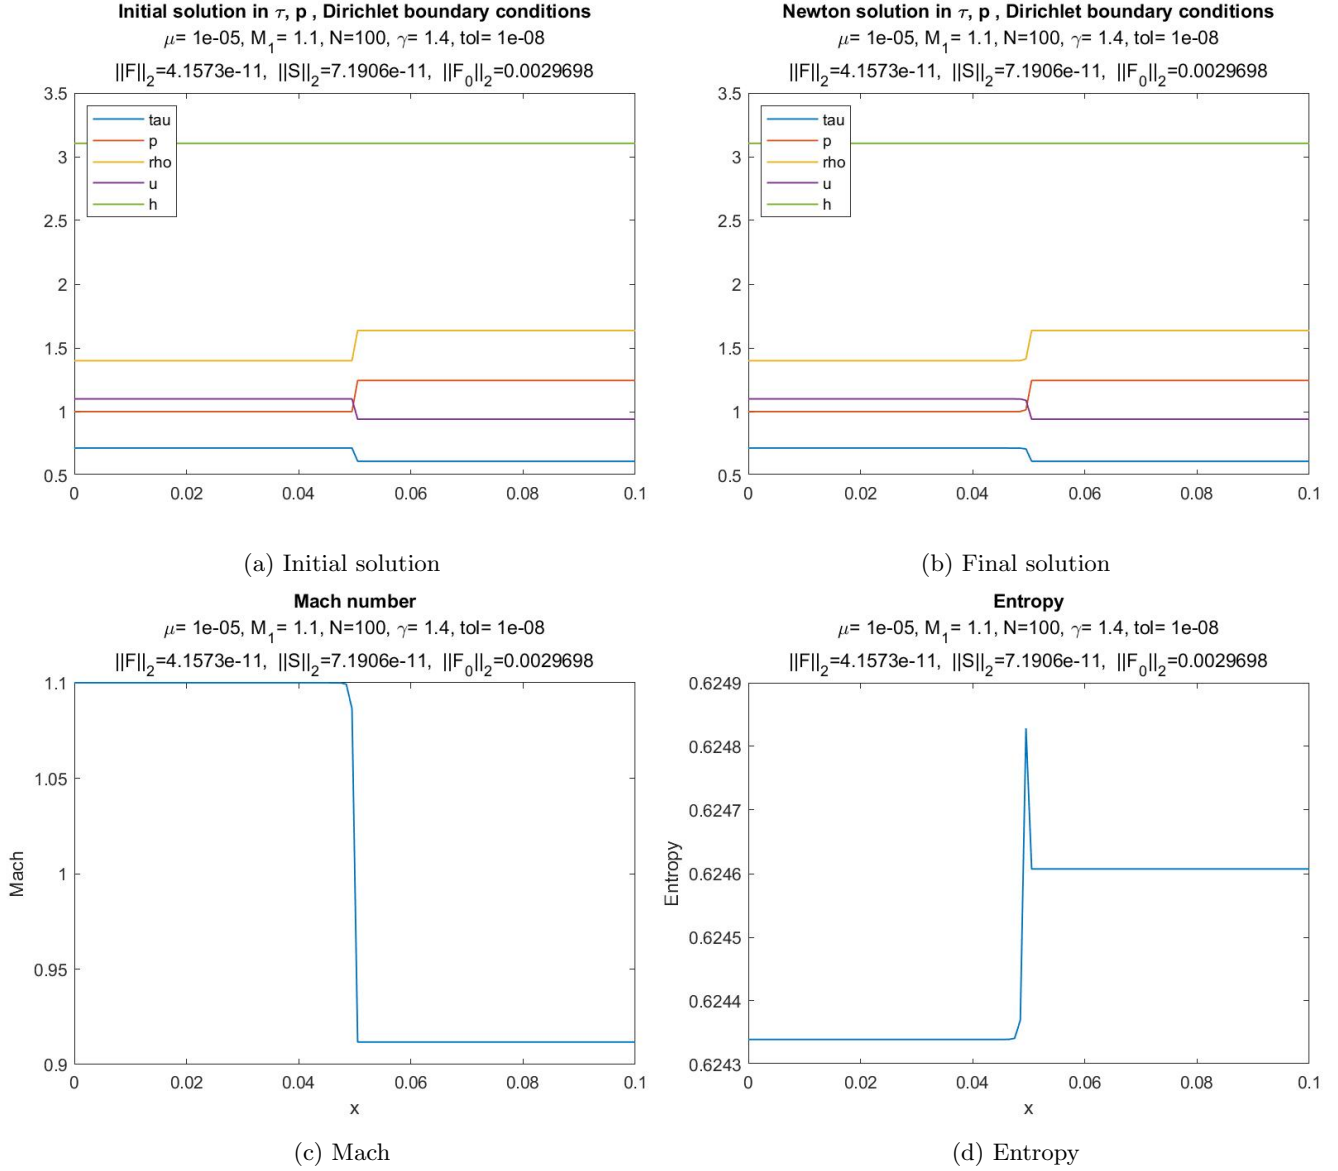 Initial solution in τ, p , Dirichlet boundary conditions
μ= 1e-05, M₁= 1.1, N=100, γ= 1.4, tol= 1e-08
||F||₂=4.1573e-11, ||S||₂=7.1906e-11, ||F₀||₂=0.0029698
3.5
3
2.5
2
1.5
1
0.5
tau
p
rho
u
h
0 0.02 0.04 0.06 0.08 0.1
(a) Initial solution
Newton solution in τ, p , Dirichlet boundary conditions
μ= 1e-05, M₁= 1.1, N=100, γ= 1.4, tol= 1e-08
||F||₂=4.1573e-11, ||S||₂=7.1906e-11, ||F₀||₂=0.0029698
3.5
3
2.5
2
1.5
1
0.5
tau
p
rho
u
h
0 0.02 0.04 0.06 0.08 0.1
(b) Final solution
Mach number
μ= 1e-05, M₁= 1.1, N=100, γ= 1.4, tol= 1e-08
||F||₂=4.1573e-11, ||S||₂=7.1906e-11, ||F₀||₂=0.0029698
1.1
1.05
1
0.95
0.9
Mach
0 0.02 0.04 0.06 0.08 0.1
x
(c) Mach
Entropy
μ= 1e-05, M₁= 1.1, N=100, γ= 1.4, tol= 1e-08
||F||₂=4.1573e-11, ||S||₂=7.1906e-11, ||F₀||₂=0.0029698
0.6249
0.6248
0.6247
0.6246
0.6245
0.6244
0.6243
Entropy
0 0.02 0.04 0.06 0.08 0.1
x
(d) Entropy